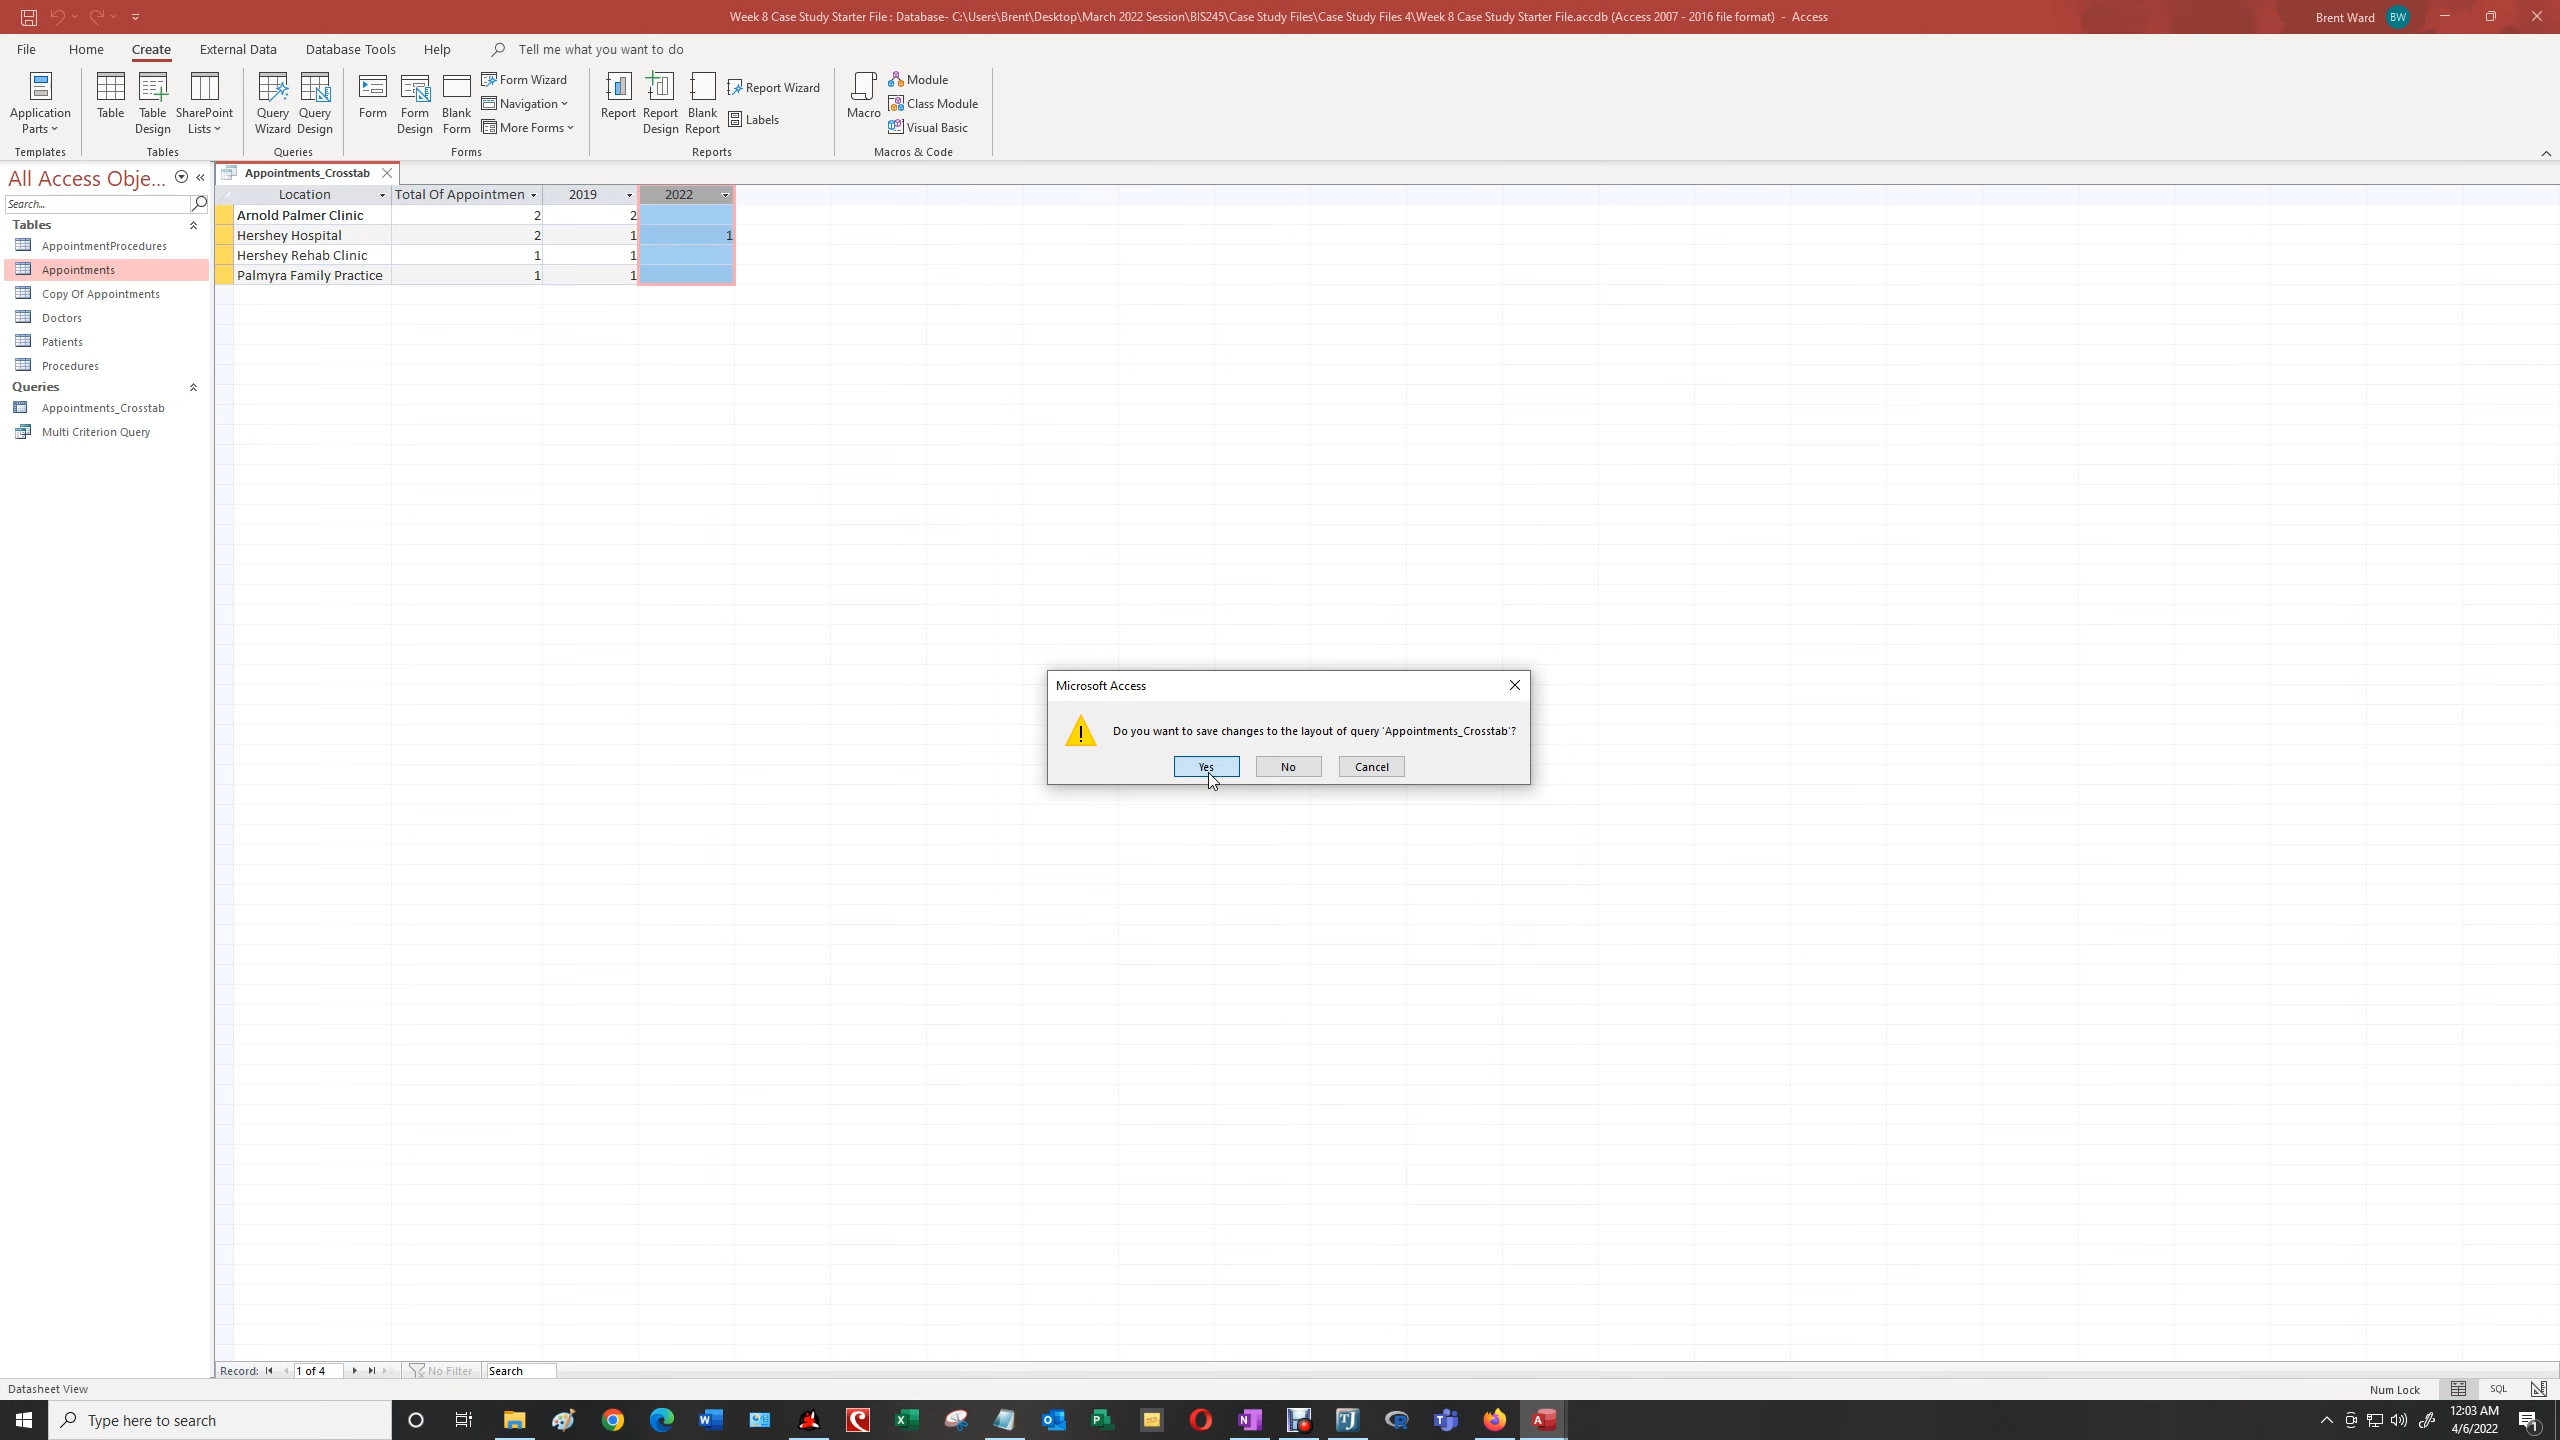 Week 8 Case Study Starter File : Database- C:\Users\Brent\Desktop\March 2022 Session\BIS245\Case Study Files\Case Study Files 4\Week 8 Case Study Starter File.accdb (Access 2007 - 2016 file format) - Access
Brent Ward BW
File Home Create External Data Database Tools Help Tell me what you want to do
Application Parts
Table
Table Design
SharePoint Lists
Query Wizard
Query Design
Form
Form Design
Blank Form
Form Wizard
Navigation
More Forms
Report
Report Design
Blank Report
Report Wizard
Labels
Macro
Module
Class Module
Visual Basic
Templates Tables Queries Forms Reports Macros & Code
All Access Obje...
Search...
Tables
AppointmentProcedures
Appointments
Copy Of Appointments
Doctors
Patients
Procedures
Queries
Appointments_Crosstab
Multi Criterion Query
Appointments_Crosstab
Location Total Of Appointmen 2019 2022
Arnold Palmer Clinic 2 2
Hershey Hospital 2 1 1
Hershey Rehab Clinic 1 1
Palmyra Family Practice 1 1
Microsoft Access
Do you want to save changes to the layout of query 'Appointments_Crosstab'?
Yes No Cancel
Record: 1 of 4 No Filter Search
Datasheet View
Num Lock
SQL
Type here to search
12:03 AM
4/6/2022
1